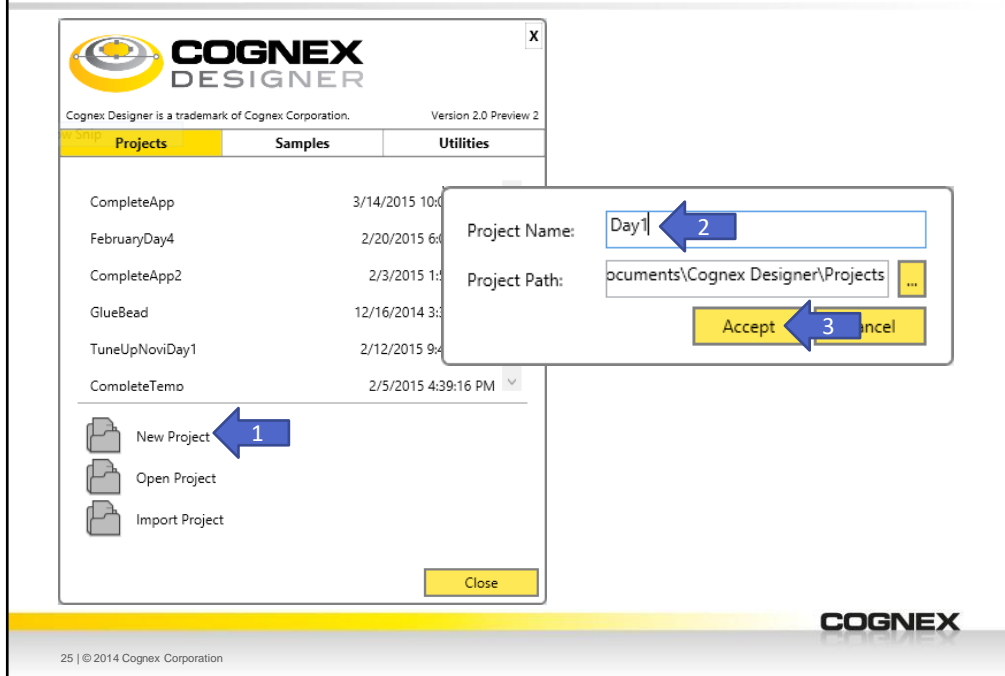 COGNEX
DESIGNER
X
Cognex Designer is a trademark of Cognex Corporation. Version 2.0 Preview 2
w Snip
Projects Samples Utilities
CompleteApp 3/14/2015 10:0
FebruaryDay4 2/20/2015 6:0
CompleteApp2 2/3/2015 1:5
GlueBead 12/16/2014 3:3
TuneUpNoviDay1 2/12/2015 9:4
CompleteTemp 2/5/2015 4:39:16 PM
Project Name: Day1 2
Project Path: ocuments\Cognex Designer\Projects ...
Accept 3 ancel
New Project 1
Open Project
Import Project
Close
COGNEX
25 | © 2014 Cognex Corporation